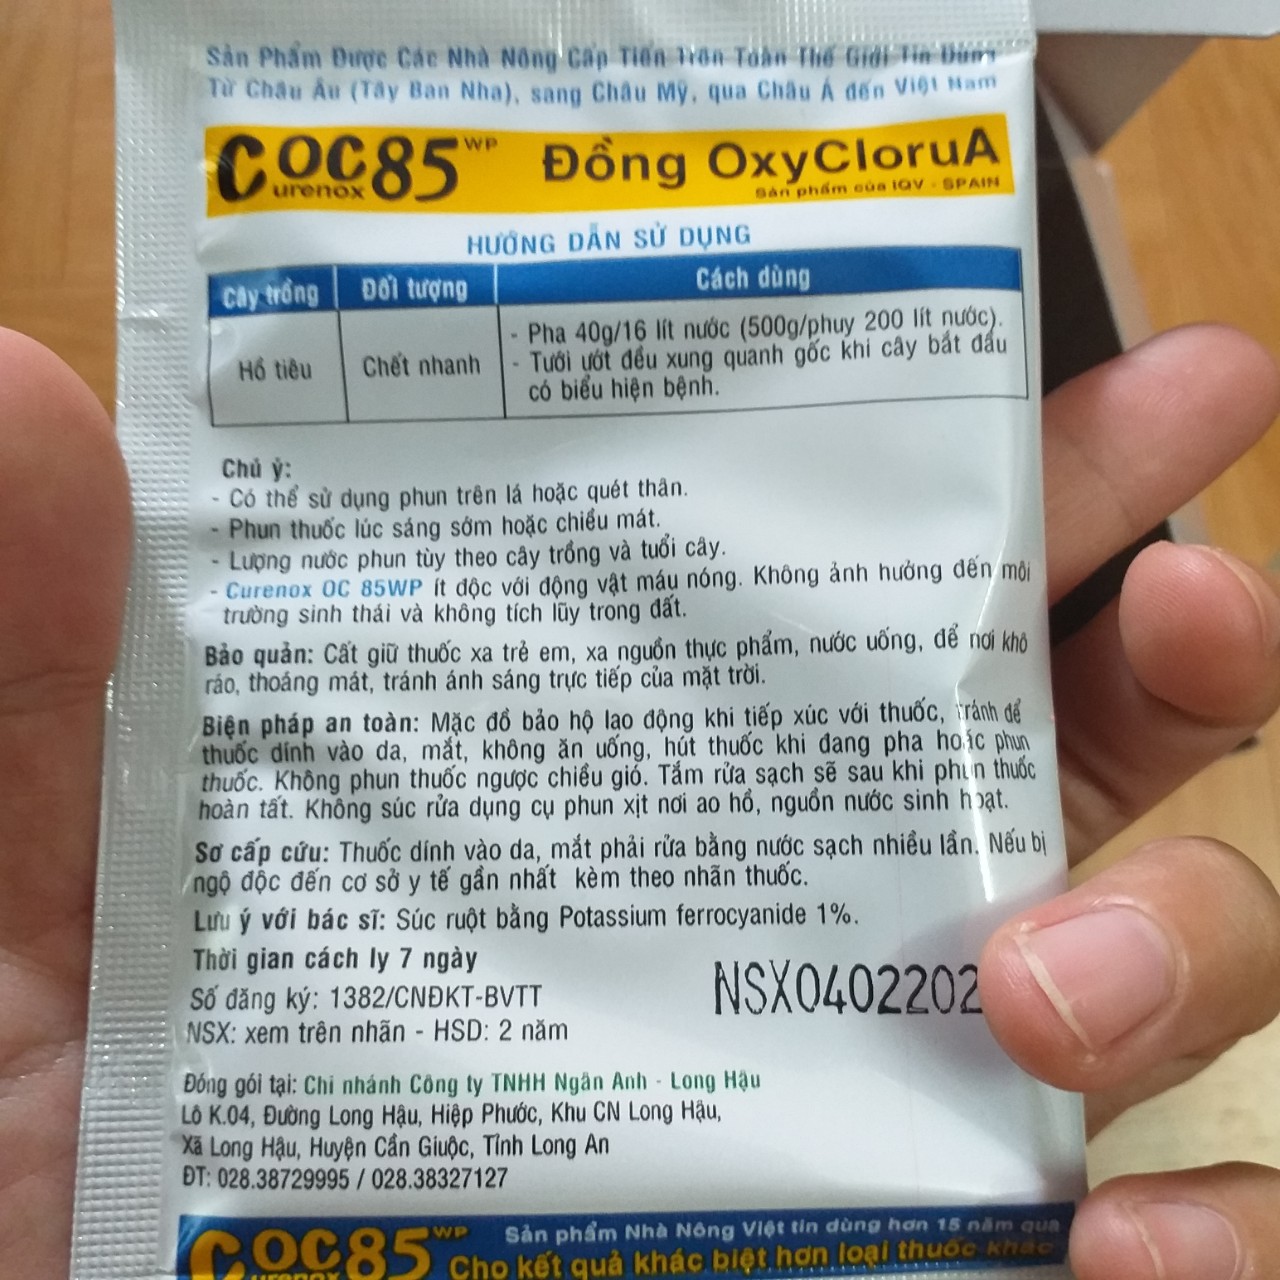 Sản Phẩm Được Các Nhà Nông Cấp Tiến Trên Toàn Thế Giới Tin Dùng
Từ Châu Âu (Tây Ban Nha), sang Châu Mỹ, qua Châu Á đến Việt Nam
Curenox OC85 WP Đồng OxyCloruA
Sản phẩm của IQV - SPAIN
HƯỚNG DẪN SỬ DỤNG
Cây trồng Đối tượng Cách dùng
Hồ tiêu Chết nhanh - Pha 40g/16 lít nước (500g/phuy 200 lít nước).
- Tưới ướt đều xung quanh gốc khi cây bắt đầu
có biểu hiện bệnh.
Chú ý:
- Có thể sử dụng phun trên lá hoặc quét thân.
- Phun thuốc lúc sáng sớm hoặc chiều mát.
- Lượng nước phun tùy theo cây trồng và tuổi cây.
- Curenox OC 85WP ít độc với động vật máu nóng. Không ảnh hưởng đến môi
trường sinh thái và không tích lũy trong đất.
Bảo quản: Cất giữ thuốc xa trẻ em, xa nguồn thực phẩm, nước uống, để nơi khô
ráo, thoáng mát, tránh ánh sáng trực tiếp của mặt trời.
Biện pháp an toàn: Mặc đồ bảo hộ lao động khi tiếp xúc với thuốc, tránh để
thuốc dính vào da, mắt, không ăn uống, hút thuốc khi đang pha hoặc phun
thuốc. Không phun thuốc ngược chiều gió. Tắm rửa sạch sẽ sau khi phun thuốc
hoàn tất. Không súc rửa dụng cụ phun xịt nơi ao hồ, nguồn nước sinh hoạt.
Sơ cấp cứu: Thuốc dính vào da, mắt phải rửa bằng nước sạch nhiều lần. Nếu bị
ngộ độc đến cơ sở y tế gần nhất kèm theo nhãn thuốc.
Lưu ý với bác sĩ: Súc ruột bằng Potassium ferrocyanide 1%.
Thời gian cách ly 7 ngày
Số đăng ký: 1382/CNĐKT-BVTT
NSX: xem trên nhãn - HSD: 2 năm
NSX0402202
Đóng gói tại: Chi nhánh Công ty TNHH Ngân Anh - Long Hậu
Lô K.04, Đường Long Hậu, Hiệp Phước, Khu CN Long Hậu,
Xã Long Hậu, Huyện Cần Giuộc, Tỉnh Long An
ĐT: 028.38729995 / 028.38327127
Curenox OC85 WP Sản phẩm Nhà Nông Việt tin dùng hơn 15 năm qua
Cho kết quả khác biệt hơn loại thuốc khác